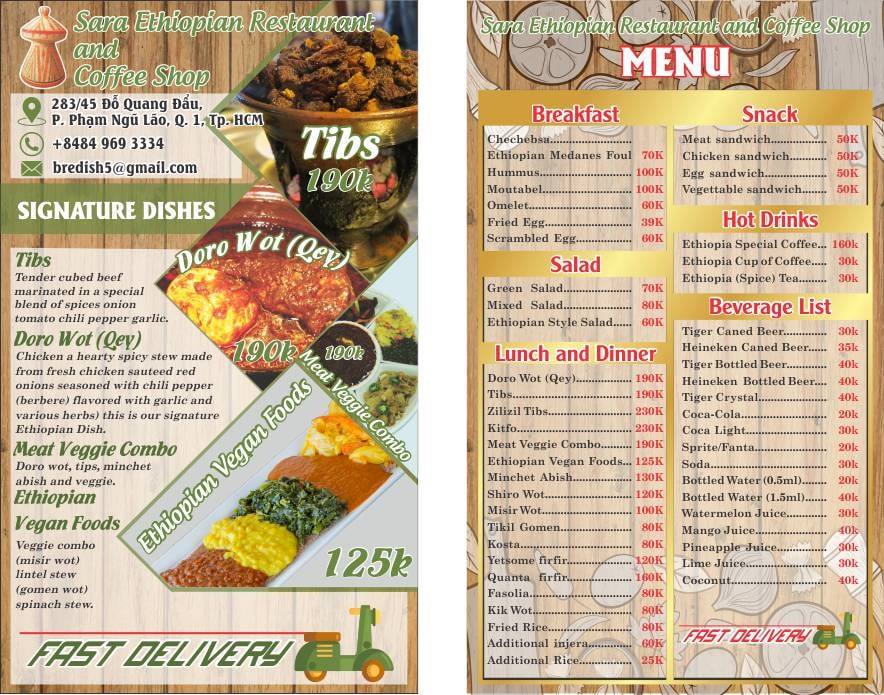 Sara Ethiopian Restaurant
and
Coffee Shop
283/45 Đỗ Quang Đẩu,
P. Phạm Ngũ Lão, Q. 1, Tp. HCM
+8484 969 3334
bredish5@gmail.com
Tibs
190k
SIGNATURE DISHES
Tibs
Tender cubed beef
marinated in a special
blend of spices onion
tomato chili pepper garlic.
Doro Wot (Qey)
Chicken a hearty spicy stew made
from fresh chicken sauteed red
onions seasoned with chili pepper
(berbere) flavored with garlic and
various herbs) this is our signature
Ethiopian Dish.
Meat Veggie Combo
Doro wot, tips, minchet
abish and veggie.
Ethiopian
Vegan Foods
Veggie combo
(misir wot)
lintel stew
(gomen wot)
spinach stew.
Doro Wot (Qey)
190k
190k
Meat Veggie Combo
Ethiopian Vegan Foods
125k
FAST DELIVERY
Sara Ethiopian Restaurant and Coffee Shop
MENU
Breakfast
Chechebsa
Ethiopian Medanes Foul 70K
Hummus 100K
Moutabel 100K
Omelet 60K
Fried Egg 39K
Scrambled Egg 60K
Salad
Green Salad 70K
Mixed Salad 80K
Ethiopian Style Salad 60K
Lunch and Dinner
Doro Wot (Qey) 190K
Tibs 190K
Zilizil Tibs 230K
Kitfo 230K
Meat Veggie Combo 190K
Ethiopian Vegan Foods 125K
Minchet Abish 130K
Shiro Wot 120K
Misir Wot 100K
Tikil Gomen 80K
Kosta 80K
Yetsome firfir 120K
Quanta firfir 160K
Fasolia 80K
Kik Wot 80K
Fried Rice 80K
Additional injera 60K
Additional Rice 25K
Snack
Meat sandwich 50K
Chicken sandwich 50K
Egg sandwich 50K
Vegettable sandwich 50K
Hot Drinks
Ethiopia Special Coffee 160k
Ethiopia Cup of Coffee 30k
Ethiopia (Spice) Tea 30k
Beverage List
Tiger Caned Beer 30k
Heineken Caned Beer 35k
Tiger Bottled Beer 40k
Heineken Bottled Beer 40k
Tiger Crystal 40k
Coca-Cola 20k
Coca Light 30k
Sprite/Fanta 20k
Soda 30k
Bottled Water (0.5ml) 20k
Bottled Water (1.5ml) 40k
Watermelon Juice 30k
Mango Juice 40k
Pineapple Juice 30k
Lime Juice 30k
Coconut 40k
FAST DELIVERY